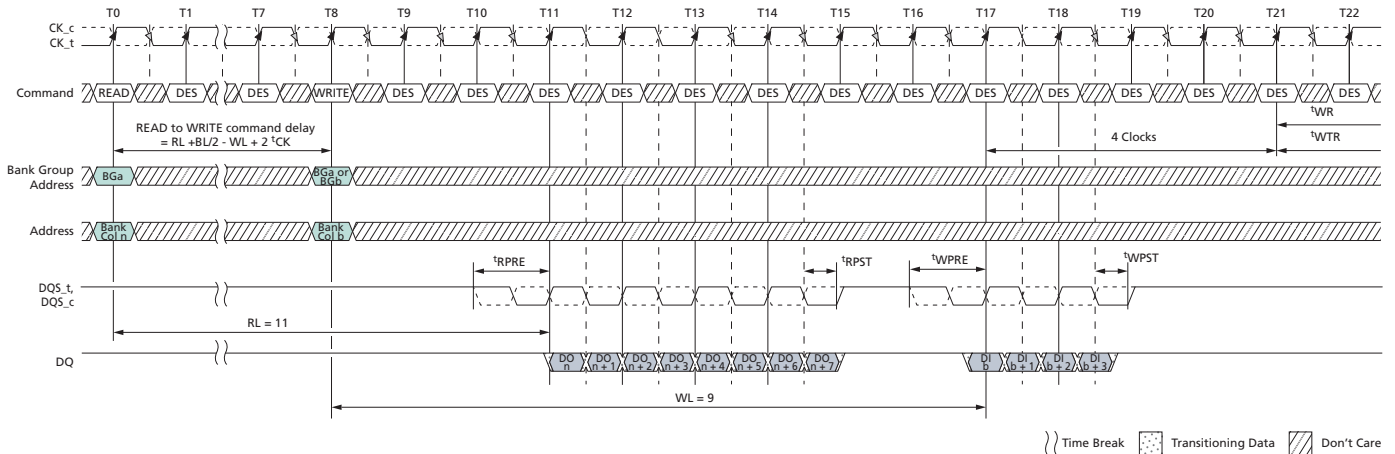 T0 T1 T7 T8 T9 T10 T11 T12 T13 T14 T15 T16 T17 T18 T19 T20 T21 T22
CK_c
CK_t
Command READ DES DES WRITE DES DES DES DES DES DES DES DES DES DES DES DES DES DES
tWR
READ to WRITE command delay
= RL +BL/2 - WL + 2 tCK
4 Clocks tWTR
Bank Group
Address
BGa
BGa or
BGb
Address
Bank
Col n
Bank
Col b
tRPRE tRPST tWPRE tWPST
DQS_t,
DQS_c
RL = 11
DQ
DO
n
DO
n + 1
DO
n + 2
DO
n + 3
DO
n + 4
DO
n + 5
DO
n + 6
DO
n + 7
DI
b
DI
b + 1
DI
b + 2
DI
b + 3
WL = 9
Time Break Transitioning Data Don't Care